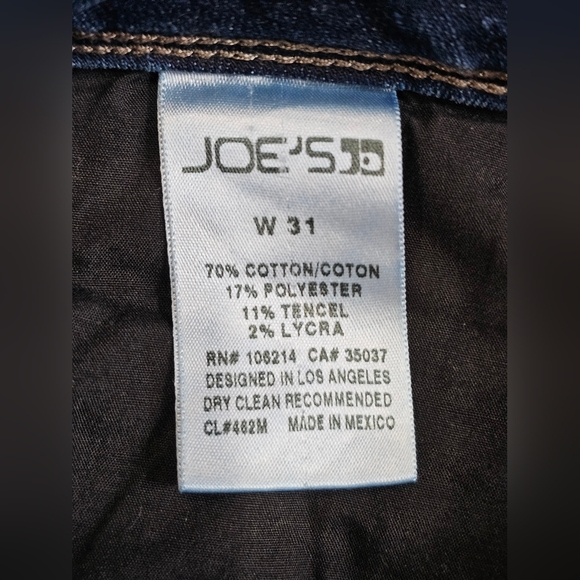 JOE'S
W 31
70% COTTON/COTON
17% POLYESTER
11% TENCEL
2% LYCRA
RN# 106214 CA# 35037
DESIGNED IN LOS ANGELES
DRY CLEAN RECOMMENDED
CL#462M MADE IN MEXICO